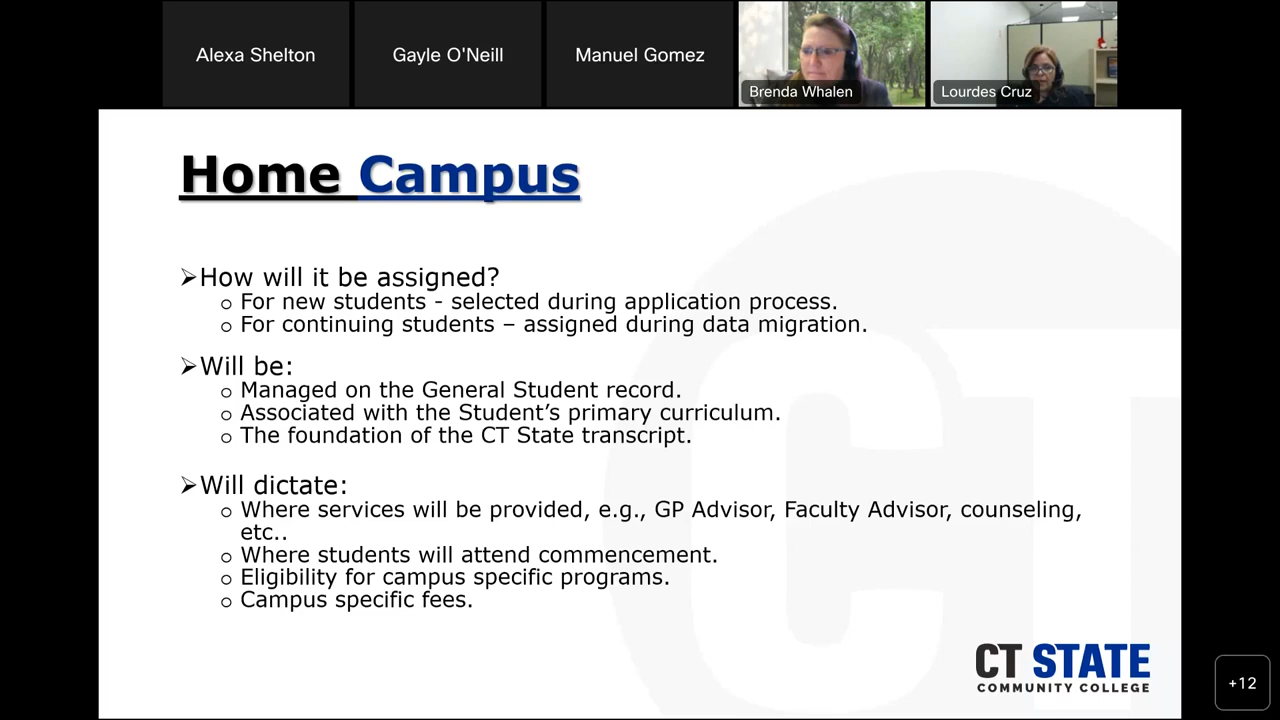 Alexa Shelton
Gayle O'Neill
Manuel Gomez
Brenda Whalen
Lourdes Cruz
Home Campus
➢How will it be assigned?
o For new students - selected during application process.
o For continuing students – assigned during data migration.
➢Will be:
o Managed on the General Student record.
o Associated with the Student’s primary curriculum.
o The foundation of the CT State transcript.
➢Will dictate:
o Where services will be provided, e.g., GP Advisor, Faculty Advisor, counseling,
etc..
o Where students will attend commencement.
o Eligibility for campus specific programs.
o Campus specific fees.
CT
CT STATE
COMMUNITY COLLEGE
+12